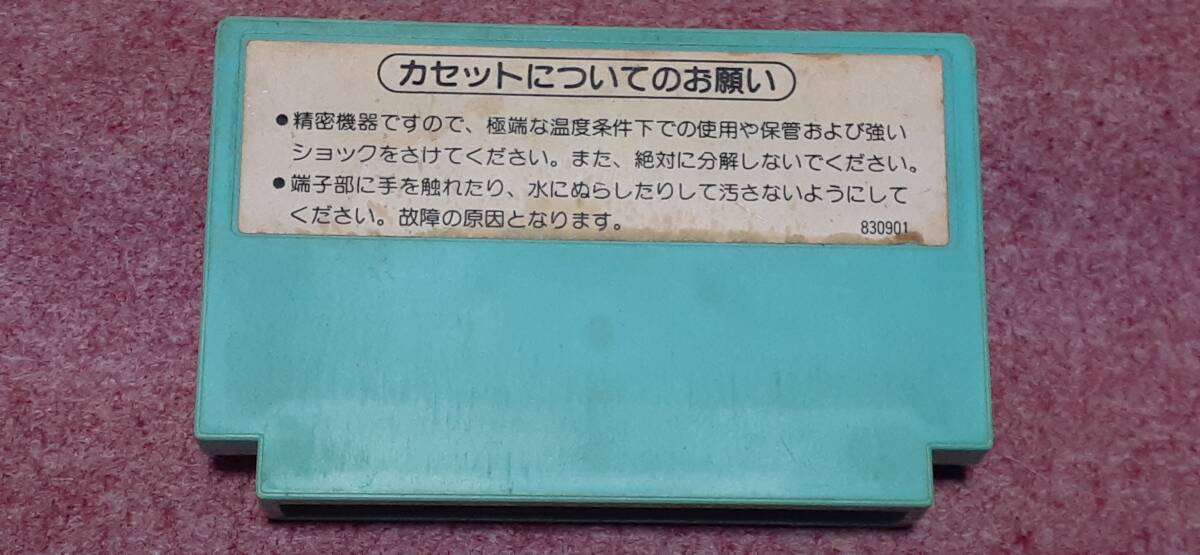 カセットについてのお願い
●精密機器ですので、極端な温度条件下での使用や保管および強い
ショックをさけてください。また、絶対に分解しないでください。
●端子部に手を触れたり、水にぬらしたりして汚さないようにして
ください。故障の原因となります。
830901